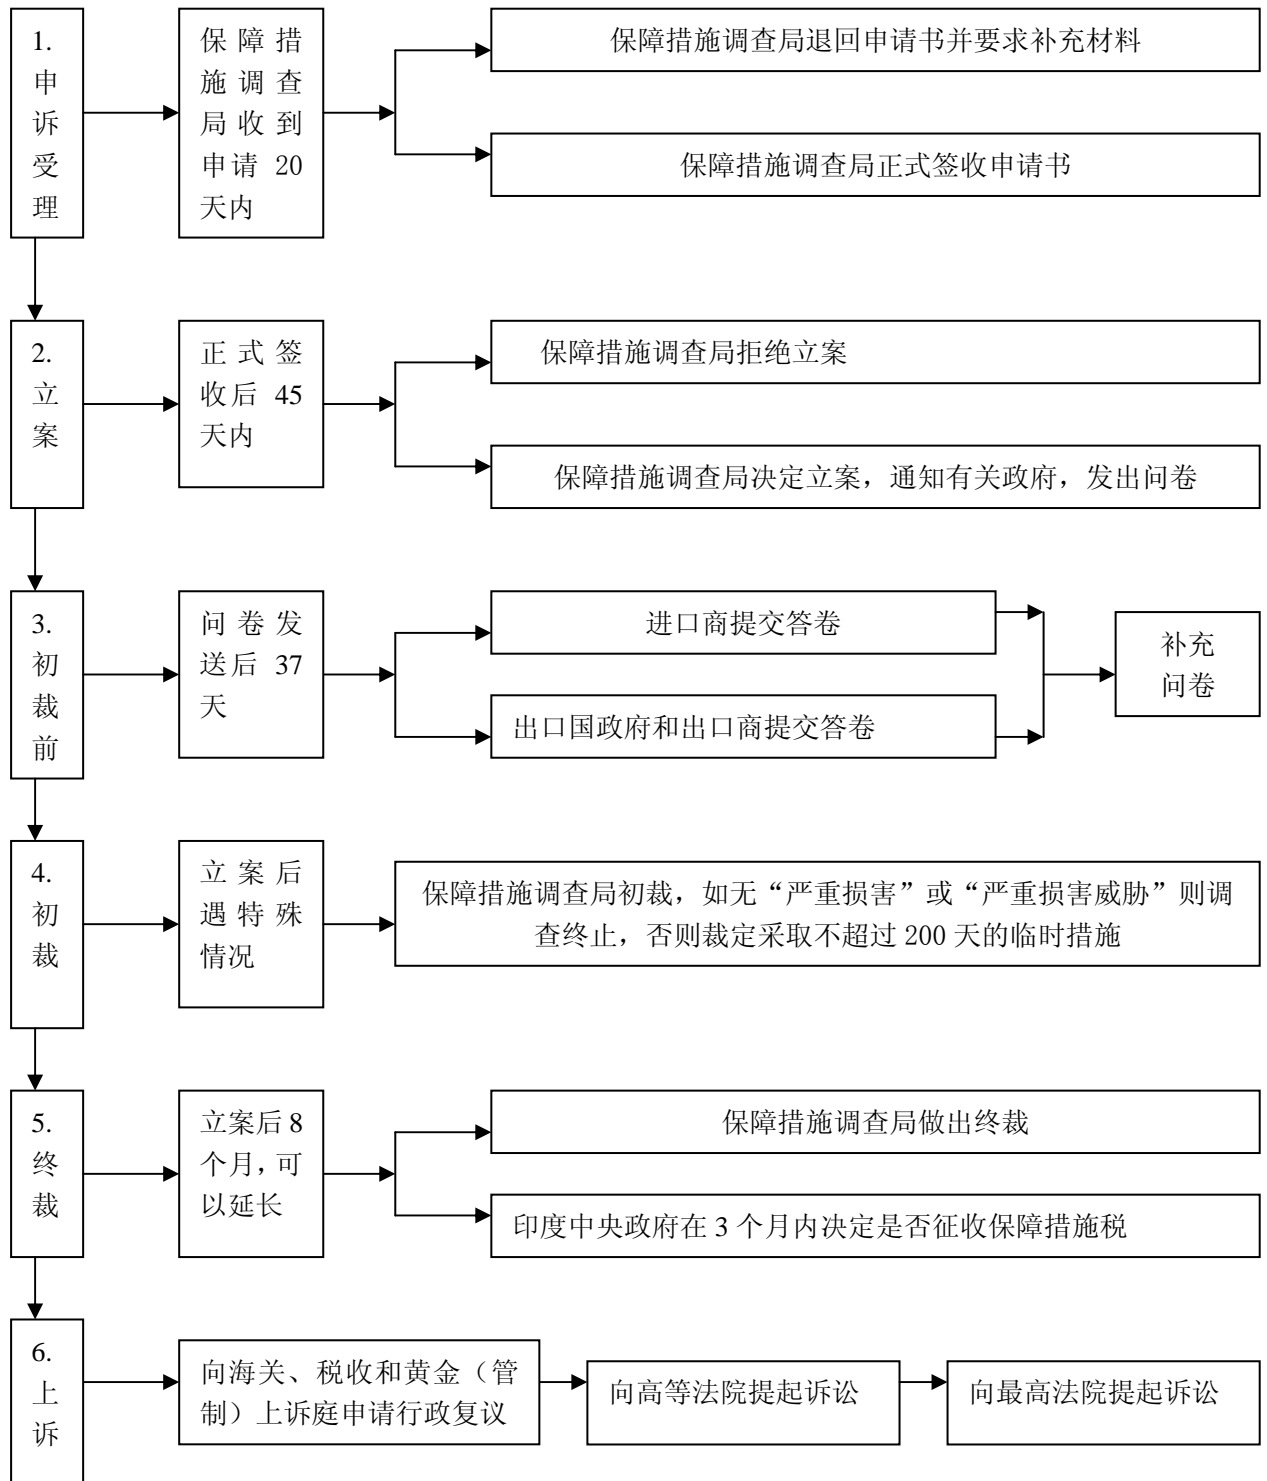 1.
申
诉
受
理
保障措
施调查
局收到
申请 20
天内
保障措施调查局退回申请书并要求补充材料
保障措施调查局正式签收申请书
2.
立
案
正式签
收后 45
天内
保障措施调查局拒绝立案
保障措施调查局决定立案，通知有关政府，发出问卷
3.
初
裁
前
问卷发
送后 37
天
进口商提交答卷
出口国政府和出口商提交答卷
补充
问卷
4.
初
裁
立案后
遇特殊
情况
保障措施调查局初裁，如无“严重损害”或“严重损害威胁”则调
查终止，否则裁定采取不超过 200 天的临时措施
5.
终
裁
立案后 8
个月，可
以延长
保障措施调查局做出终裁
印度中央政府在 3 个月内决定是否征收保障措施税
6.
上
诉
向海关、税收和黄金（管
制）上诉庭申请行政复议
向高等法院提起诉讼
向最高法院提起诉讼